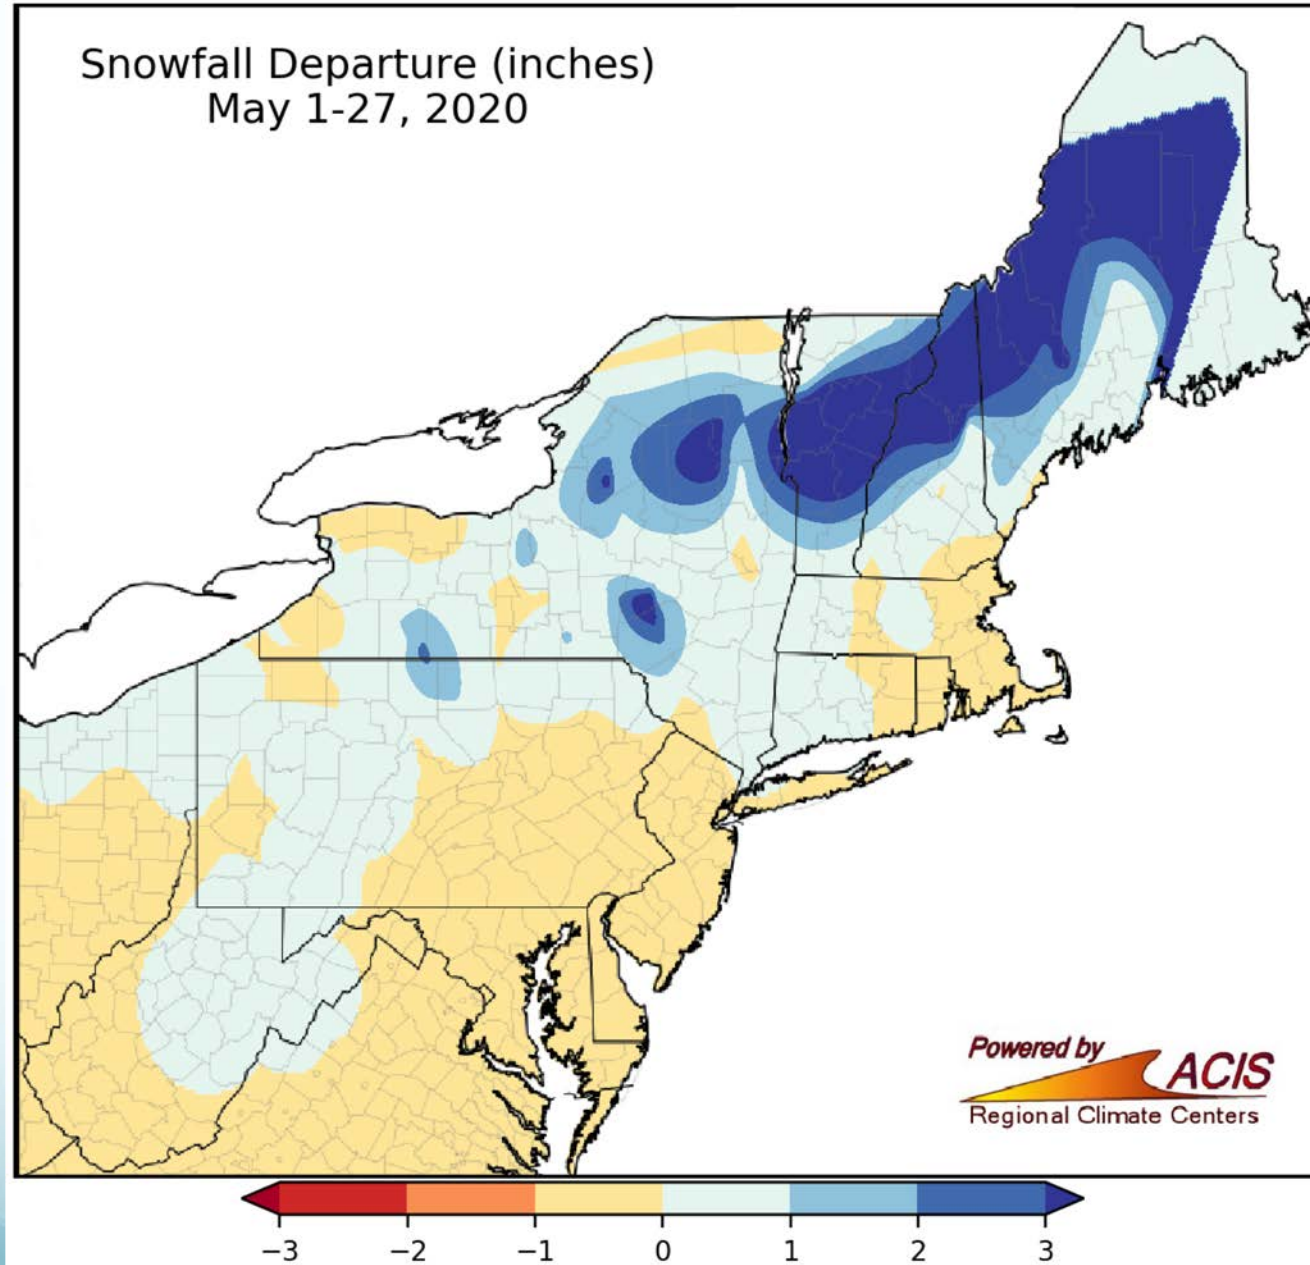 Snowfall Departure (inches)
May 1-27, 2020
Powered by
ACIS
Regional Climate Centers
−3 −2 −1 0 1 2 3